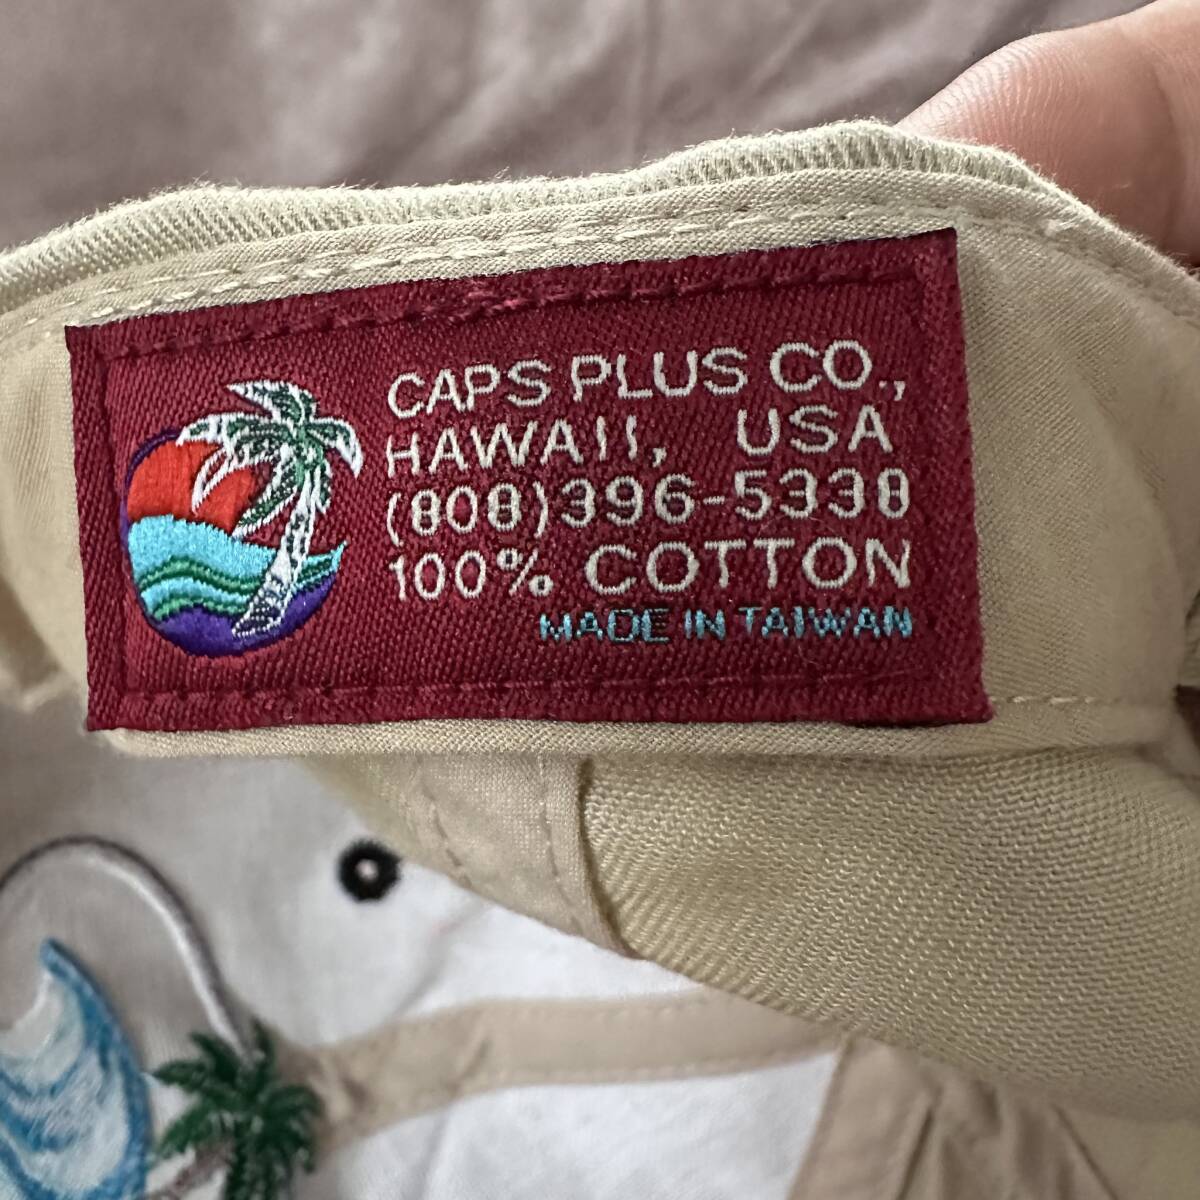 CAPS PLUS CO.,
HAWAII, USA
(808)396-5338
100% COTTON
MADE IN TAIWAN